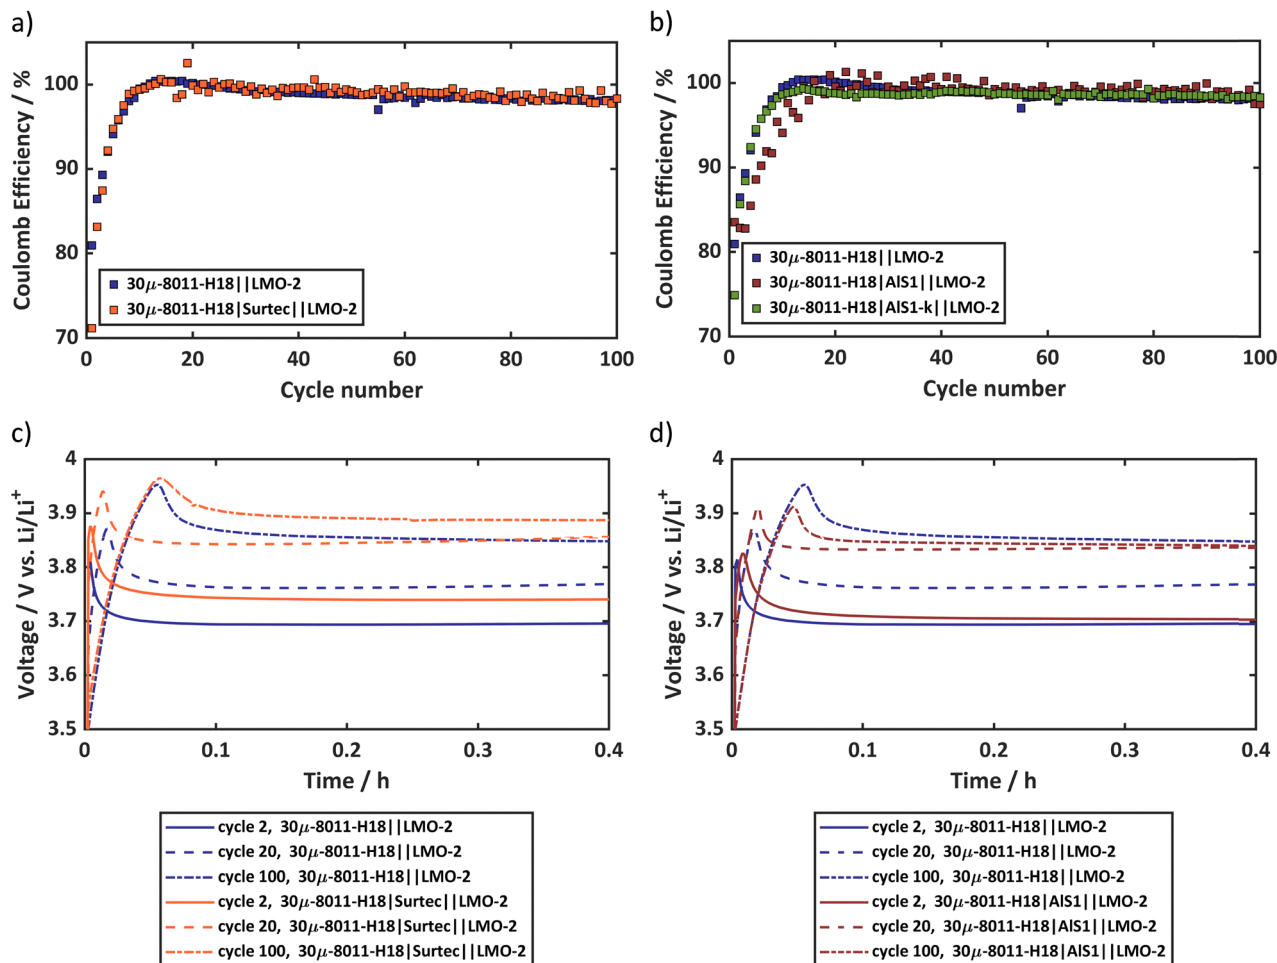 a)
Coulomb Efficiency / %
100
90
80
70
0
20
40
60
80
100
Cycle number
30μ-8011-H18||LMO-2
30μ-8011-H18|Surtec||LMO-2
b)
Coulomb Efficiency / %
100
90
80
70
0
20
40
60
80
100
Cycle number
30μ-8011-H18||LMO-2
30μ-8011-H18|AlS1||LMO-2
30μ-8011-H18|AlS1-k||LMO-2
c)
Voltage / V vs. Li/Li⁺
4
3.9
3.8
3.7
3.6
3.5
0
0.1
0.2
0.3
0.4
Time / h
cycle 2, 30μ-8011-H18||LMO-2
cycle 20, 30μ-8011-H18||LMO-2
cycle 100, 30μ-8011-H18||LMO-2
cycle 2, 30μ-8011-H18|Surtec||LMO-2
cycle 20, 30μ-8011-H18|Surtec||LMO-2
cycle 100, 30μ-8011-H18|Surtec||LMO-2
d)
Voltage / V vs. Li/Li⁺
4
3.9
3.8
3.7
3.6
3.5
0
0.1
0.2
0.3
0.4
Time / h
cycle 2, 30μ-8011-H18||LMO-2
cycle 20, 30μ-8011-H18||LMO-2
cycle 100, 30μ-8011-H18||LMO-2
cycle 2, 30μ-8011-H18|AlS1||LMO-2
cycle 20, 30μ-8011-H18|AlS1||LMO-2
cycle 100, 30μ-8011-H18|AlS1||LMO-2